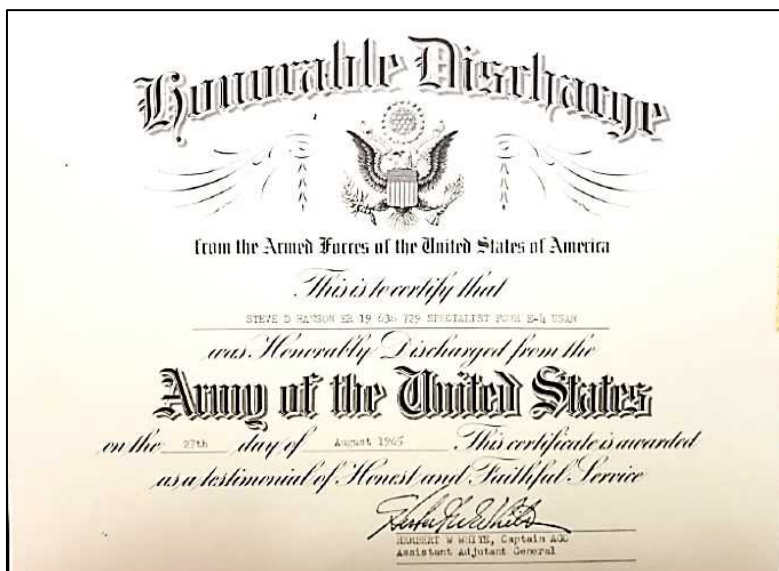 Honorable Discharge
from the Armed Forces of the United States of America
This is to certify that
STEVE D ER 19 636 729 SPECIALIST FOUR E-4
was Honorably Discharged from the
Army of the United States
on the 27th day of August 1965 This certificate is awarded
as a testimonial of Honest and Faithful Service
HERBERT W WHITE, Captain AGC
Assistant Adjutant General